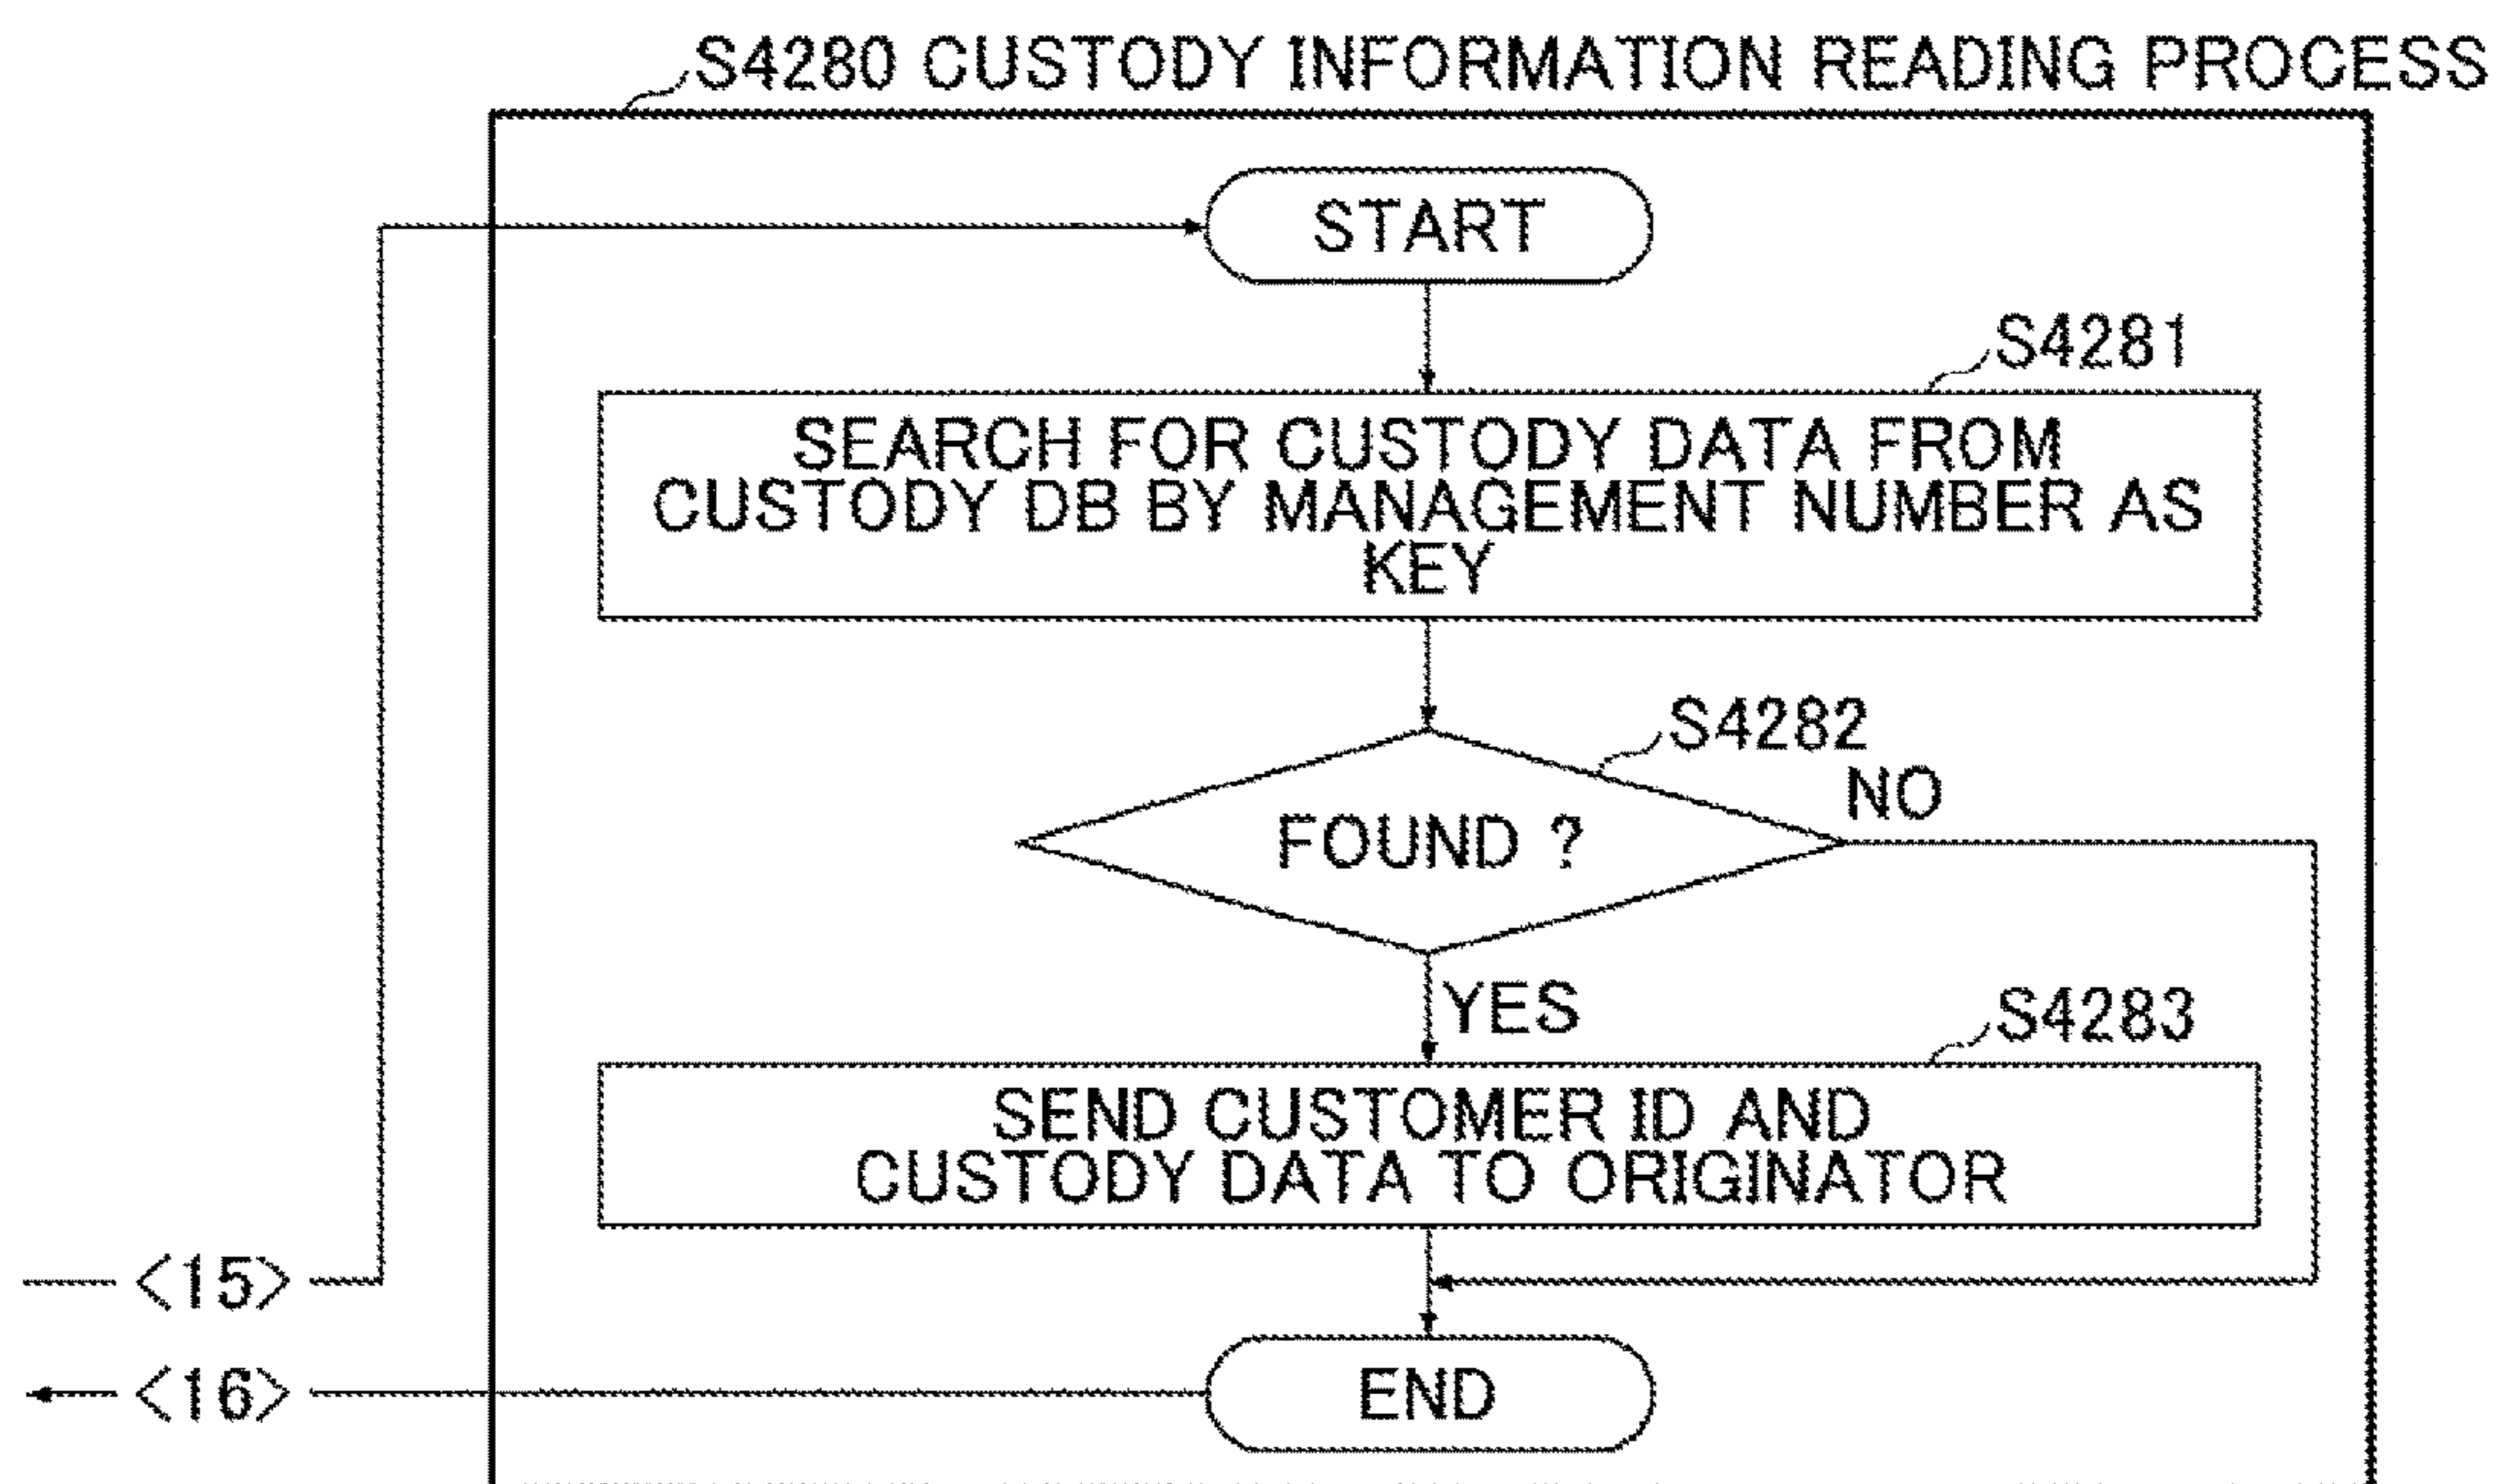 S4280 CUSTODY INFORMATION READING PROCESS
START
S4281
SEARCH FOR CUSTODY DATA FROM
CUSTODY DB BY MANAGEMENT NUMBER AS
KEY
S4282
NO
FOUND ?
YES
S4283
SEND CUSTOMER ID AND
CUSTODY DATA TO ORIGINATOR
<15>
<16>
END